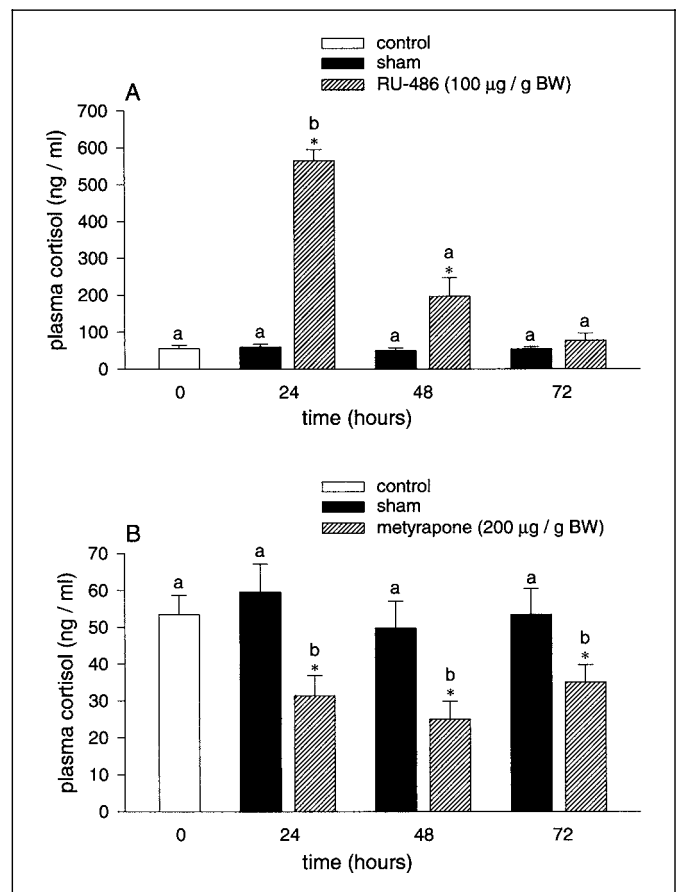 control
sham
RU-486 (100 µg / g BW)
A
plasma cortisol (ng / ml)
700
600
500
400
300
200
100
0
a
a
b
*
a
a
*
a
a
0
24
48
72
time (hours)
control
sham
metyrapone (200 µg / g BW)
B
plasma cortisol (ng / ml)
70
60
50
40
30
20
10
0
a
a
b
*
a
b
*
a
b
*
0
24
48
72
time (hours)